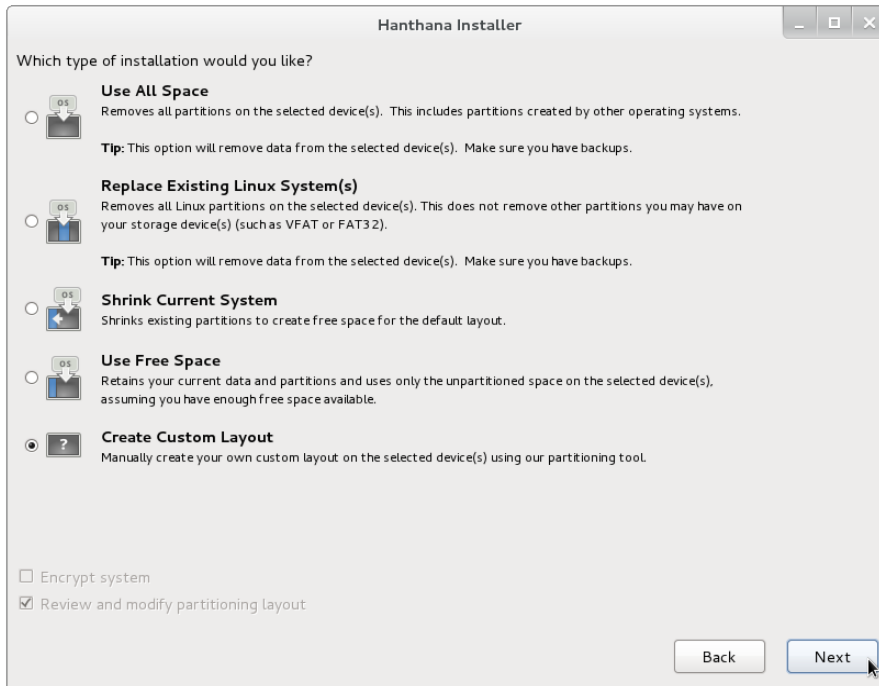 Hanthana Installer
Which type of installation would you like?
Use All Space
OS
Removes all partitions on the selected device(s). This includes partitions created by other operating systems.
Tip: This option will remove data from the selected device(s). Make sure you have backups.
Replace Existing Linux System(s)
OS
Removes all Linux partitions on the selected device(s). This does not remove other partitions you may have on
your storage device(s) (such as VFAT or FAT32).
Tip: This option will remove data from the selected device(s). Make sure you have backups.
Shrink Current System
OS
Shrinks existing partitions to create free space for the default layout.
Use Free Space
OS
Retains your current data and partitions and uses only the unpartitioned space on the selected device(s),
assuming you have enough free space available.
Create Custom Layout
?
Manually create your own custom layout on the selected device(s) using our partitioning tool.
Encrypt system
Review and modify partitioning layout
Back
Next